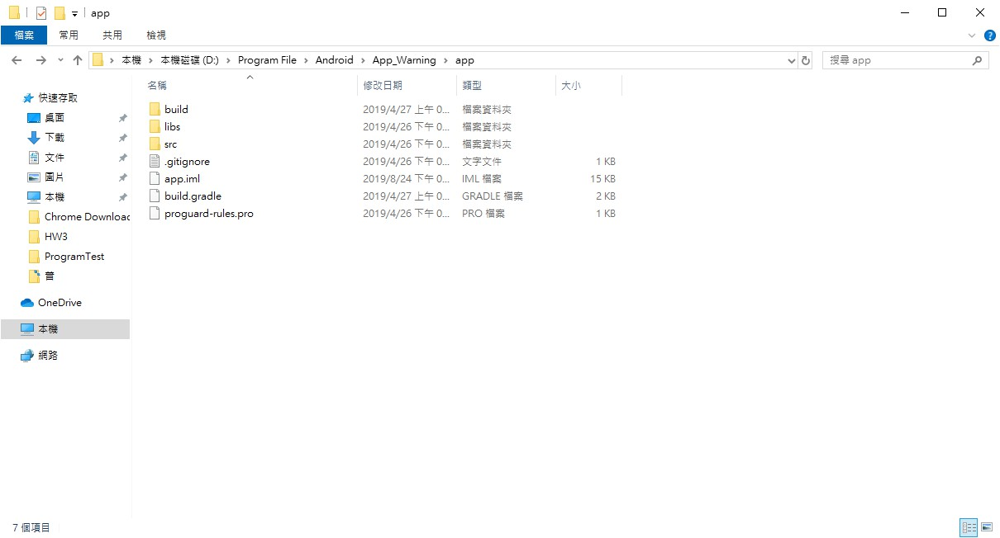 app
檔案 常用 共用 檢視
本機 本機磁碟 (D:) Program File Android App_Warning app 搜尋 app
名稱 修改日期 類型 大小
快速存取
桌面
下載
文件
圖片
本機
Chrome Downloac
HW3
ProgramTest
普
OneDrive
本機
網路
build 2019/4/27 上午 0... 檔案資料夾
libs 2019/4/26 下午 0... 檔案資料夾
src 2019/4/26 下午 0... 檔案資料夾
.gitignore 2019/4/26 下午 0... 文字文件 1 KB
app.iml 2019/8/24 下午 0... IML 檔案 15 KB
build.gradle 2019/4/27 上午 0... GRADLE 檔案 2 KB
proguard-rules.pro 2019/4/26 下午 0... PRO 檔案 1 KB
7 個項目